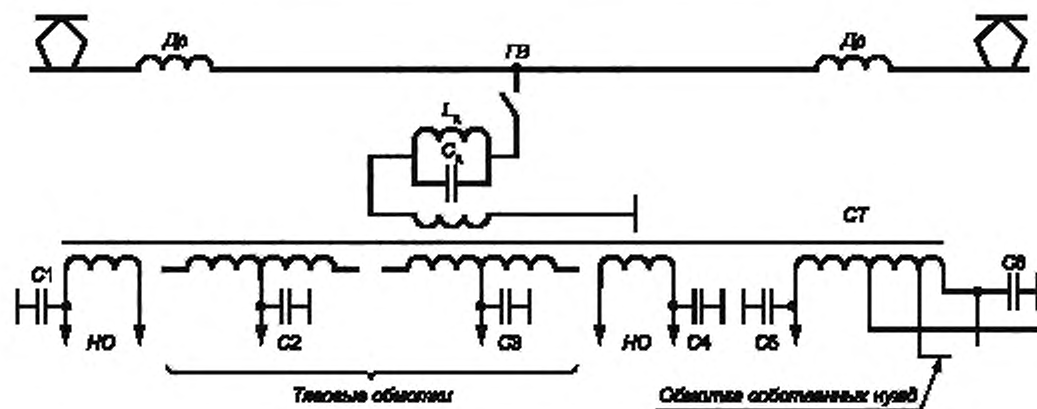 Др
ГВ
Др
Lк
Cк
СТ
С1
НО
С2
С3
НО
С4
С5
С6
Тяговые обмотки
Обмотка собственных нужд